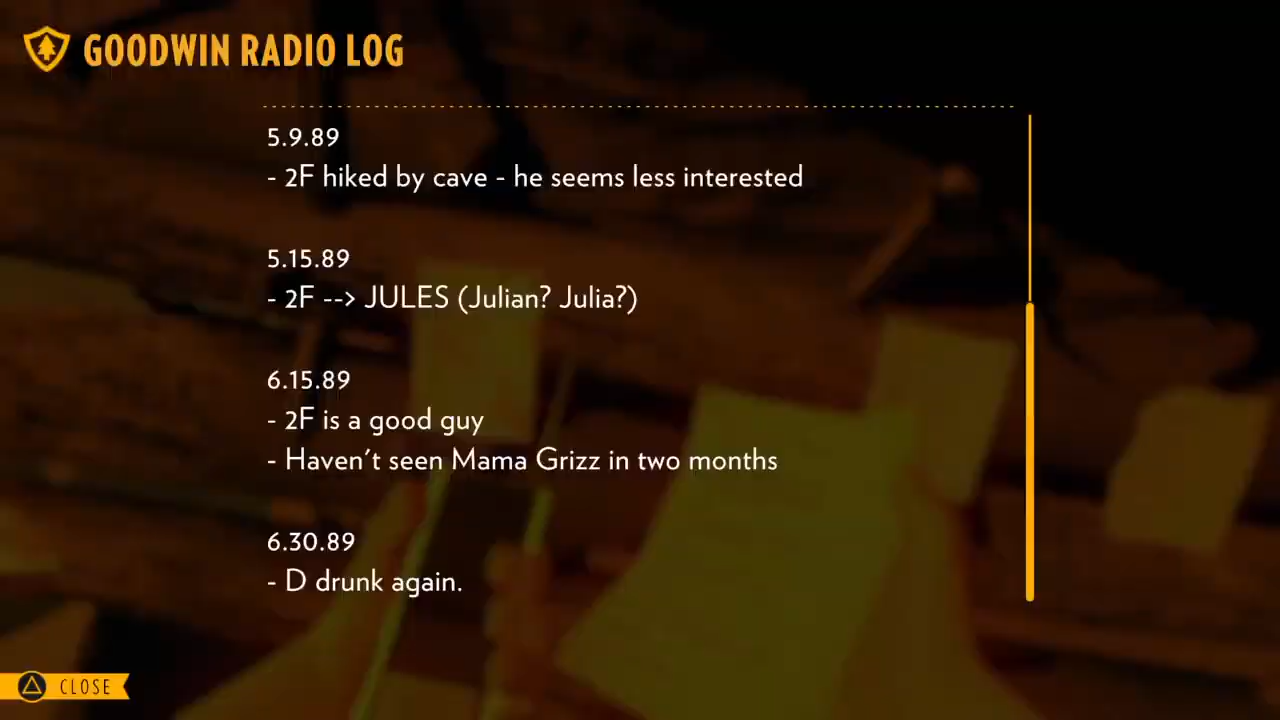 GOODWIN RADIO LOG
5.9.89
- 2F hiked by cave - he seems less interested
5.15.89
- 2F --> JULES (Julian? Julia?)
6.15.89
- 2F is a good guy
- Haven't seen Mama Grizz in two months
6.30.89
- D drunk again.
CLOSE